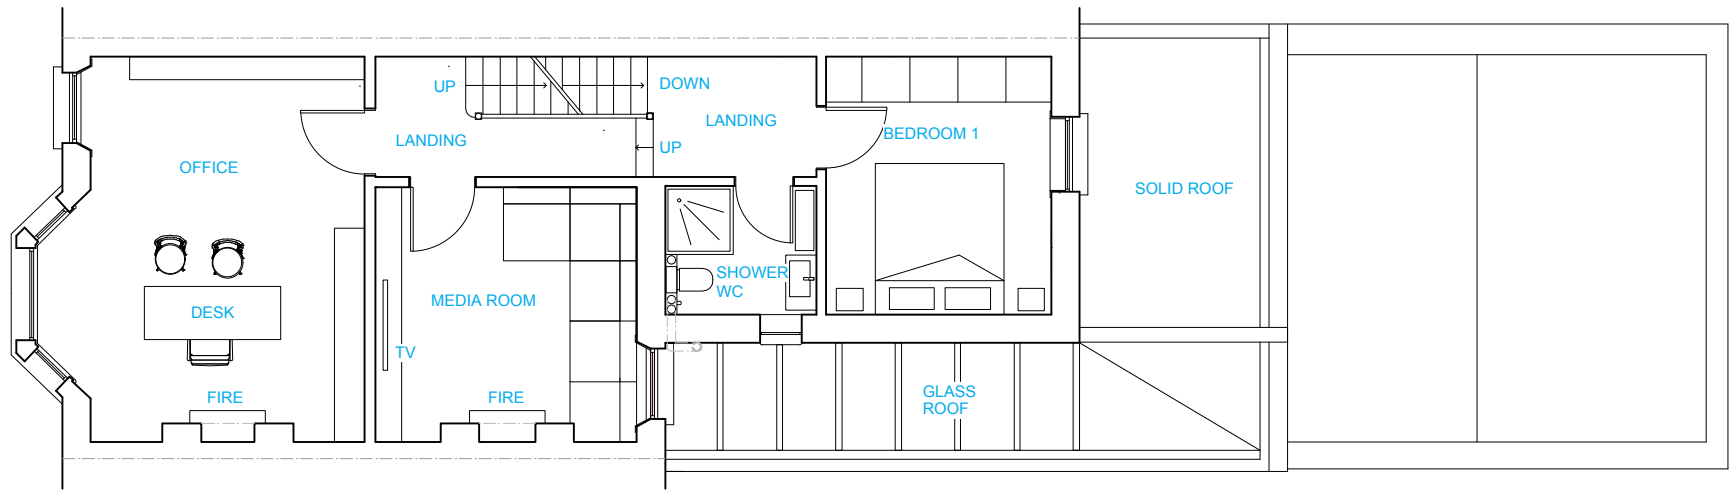 UP
DOWN
LANDING
LANDING
UP
BEDROOM 1
OFFICE
SOLID ROOF
SHOWER
WC
MEDIA ROOM
DESK
TV
FIRE
FIRE
GLASS
ROOF